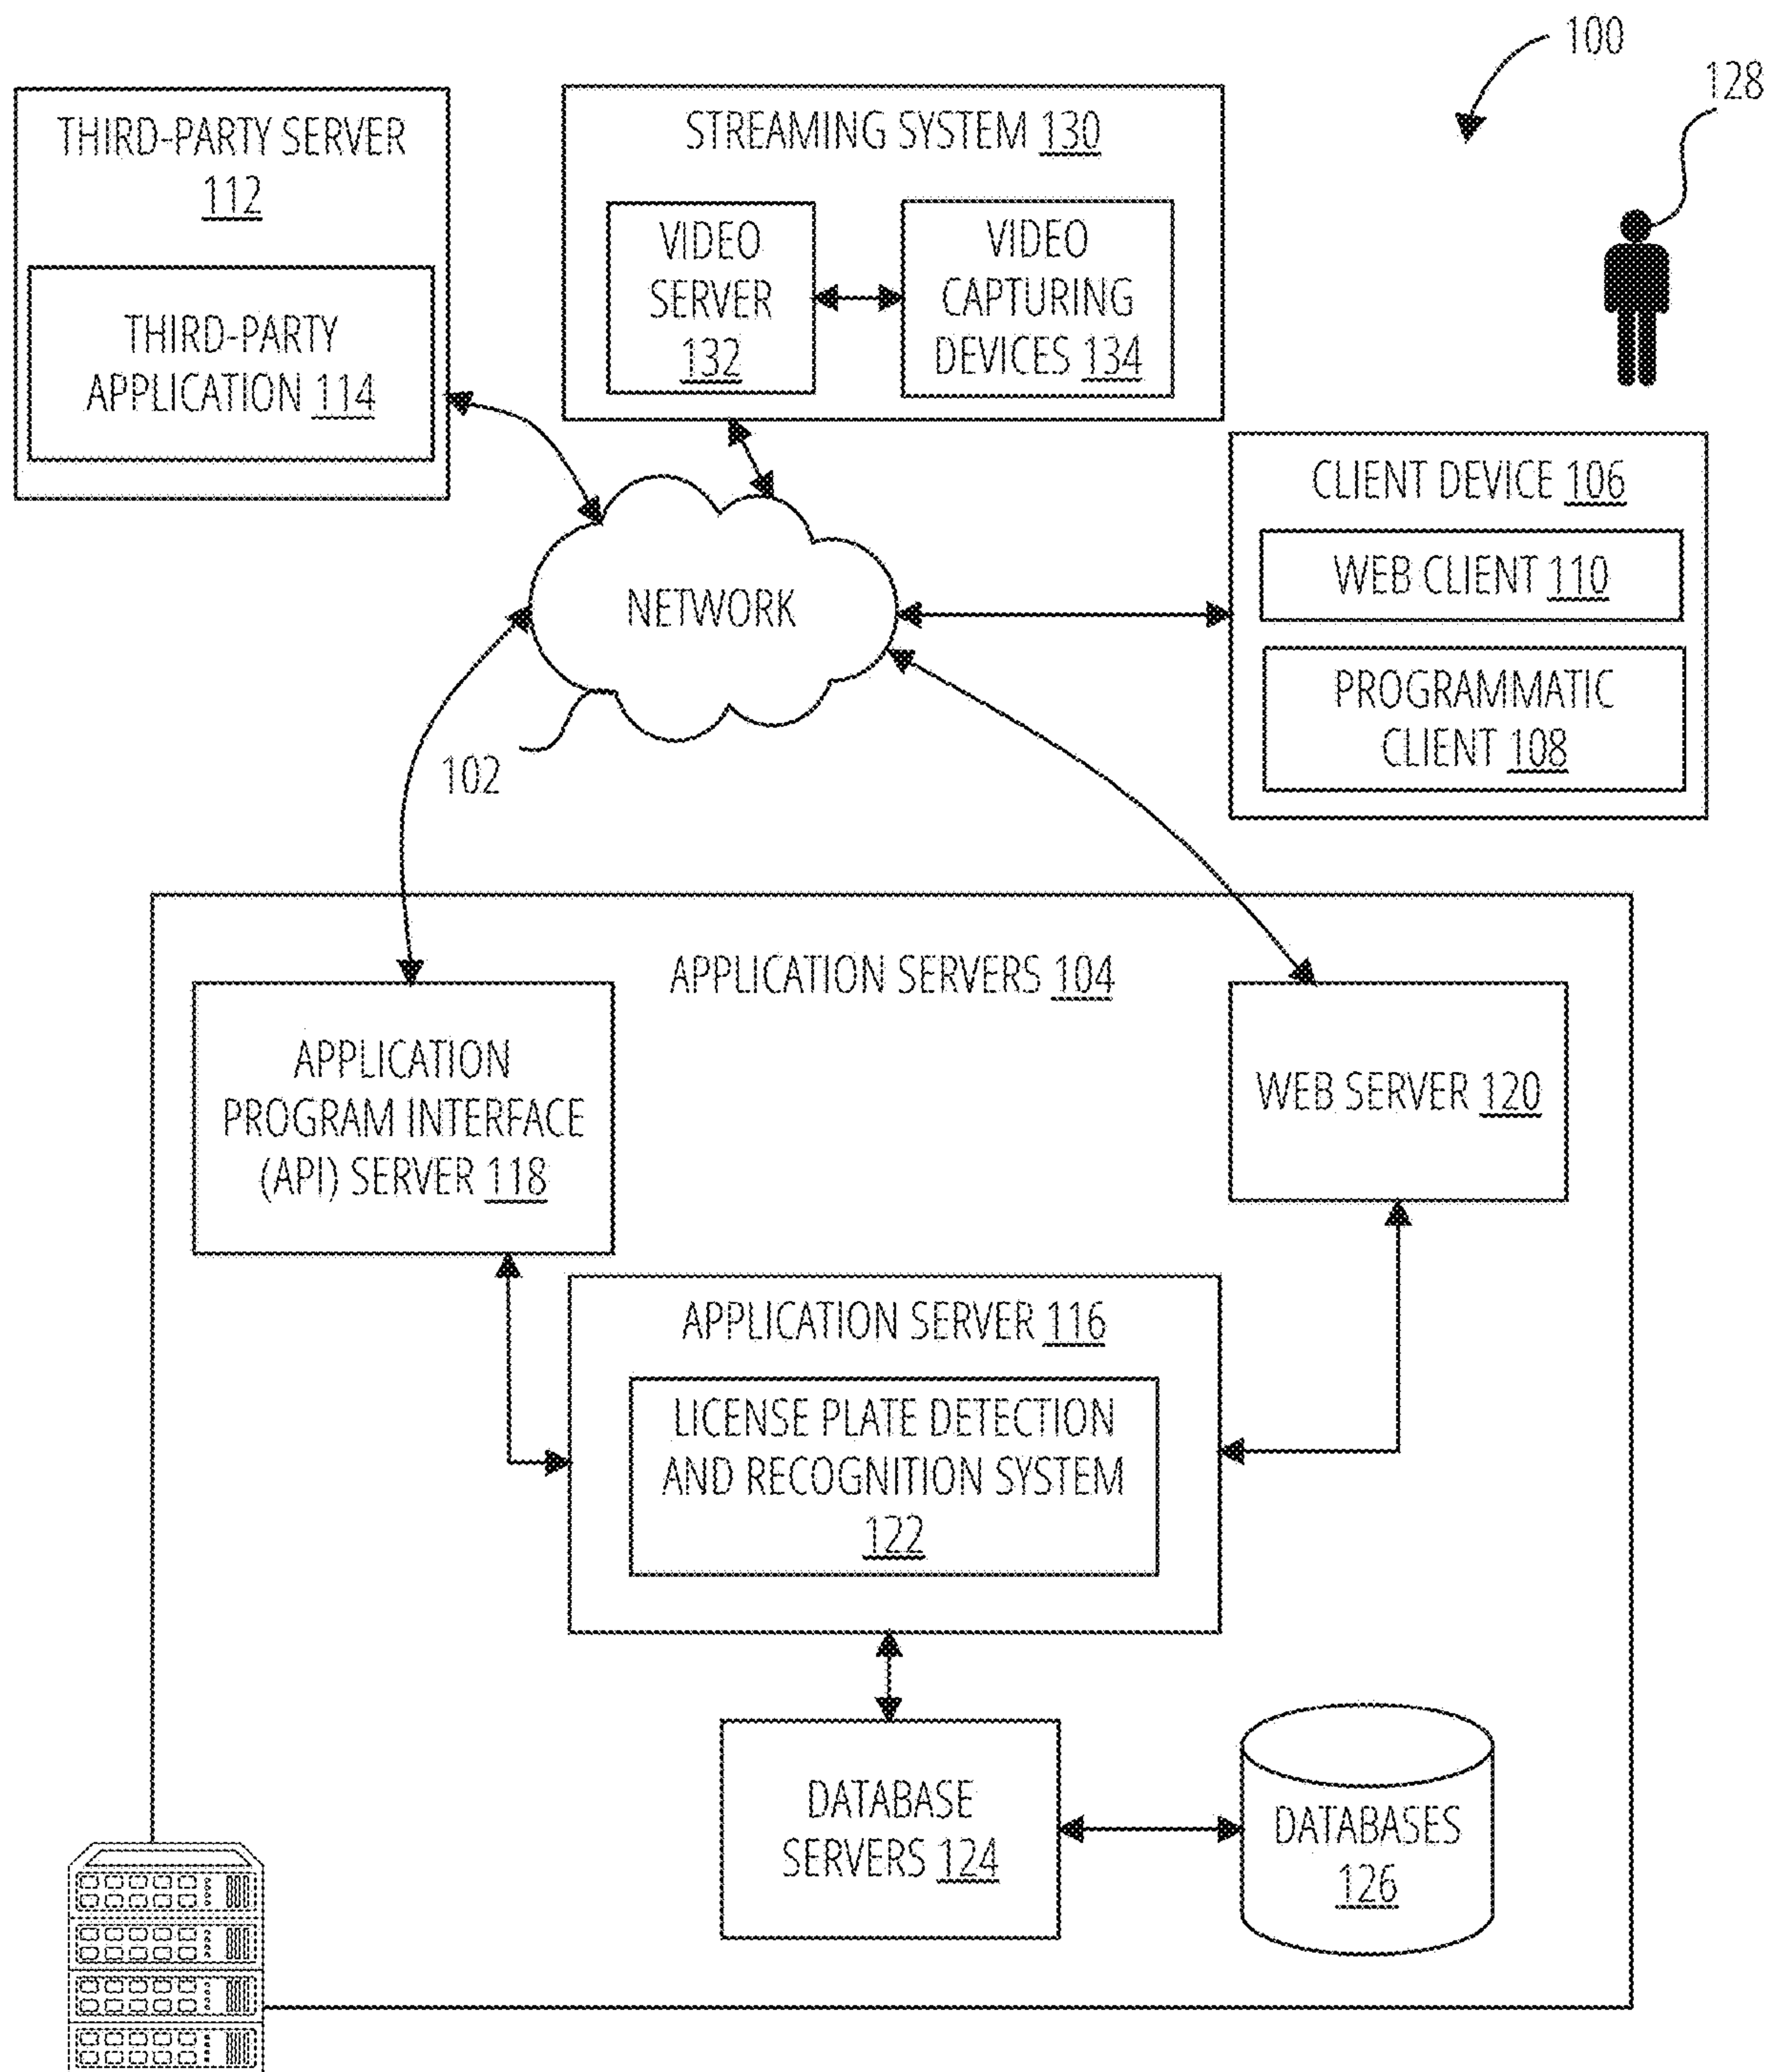 100
128
THIRD-PARTY SERVER
112
THIRD-PARTY
APPLICATION 114
STREAMING SYSTEM 130
VIDEO
SERVER
132
VIDEO
CAPTURING
DEVICES 134
CLIENT DEVICE 106
WEB CLIENT 110
PROGRAMMATIC
CLIENT 108
NETWORK
102
APPLICATION SERVERS 104
APPLICATION
PROGRAM INTERFACE
(API) SERVER 118
WEB SERVER 120
APPLICATION SERVER 116
LICENSE PLATE DETECTION
AND RECOGNITION SYSTEM
122
DATABASE
SERVERS 124
DATABASES
126